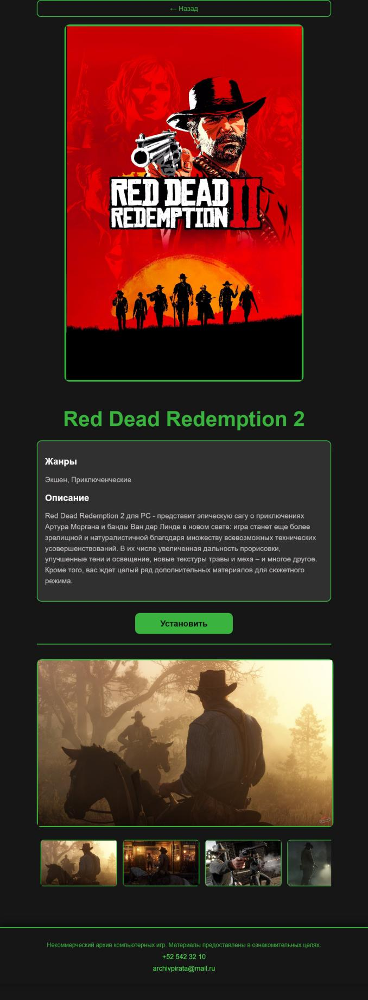 ← Назад
RED DEAD
REDEMPTION II
Red Dead Redemption 2
Жанры
Экшен, Приключенческие
Описание
Red Dead Redemption 2 для PC - представит эпическую сагу о приключениях
Артура Моргана и банды Ван дер Линде в новом свете: игра станет еще более
зрелищной и натуралистичной благодаря множеству всевозможных технических
усовершенствований. В их числе увеличенная дальность прорисовки,
улучшенные тени и освещение, новые текстуры травы и меха – и многое другое.
Кроме того, вас ждет целый ряд дополнительных материалов для сюжетного
режима.
Установить
Некоммерческий архив компьютерных игр. Материалы предоставлены в ознакомительных целях.
+52 542 32 10
archivpirata@mail.ru